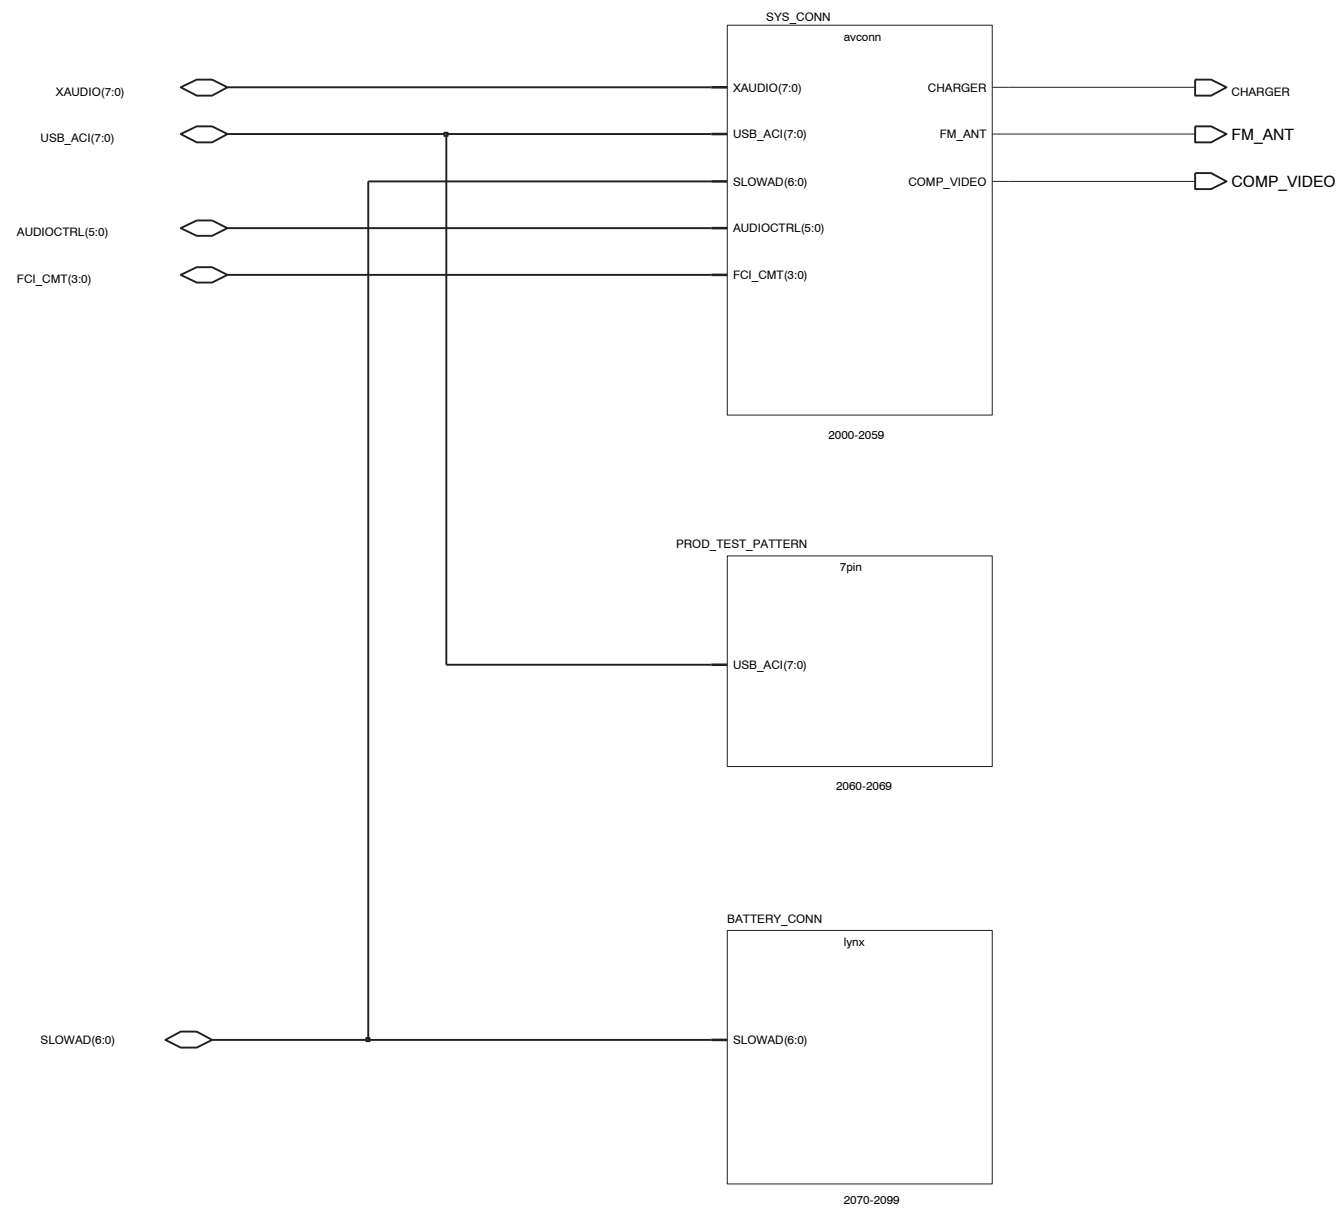 SYS_CONN
avconn
XAUDIO(7:0)
XAUDIO(7:0)
CHARGER
CHARGER
USB_ACI(7:0)
USB_ACI(7:0)
FM_ANT
FM_ANT
SLOWAD(6:0)
COMP_VIDEO
COMP_VIDEO
AUDIOCTRL(5:0)
AUDIOCTRL(5:0)
FCI_CMT(3:0)
FCI_CMT(3:0)
2000-2059
PROD_TEST_PATTERN
7pin
USB_ACI(7:0)
2060-2069
BATTERY_CONN
lynx
SLOWAD(6:0)
SLOWAD(6:0)
2070-2099